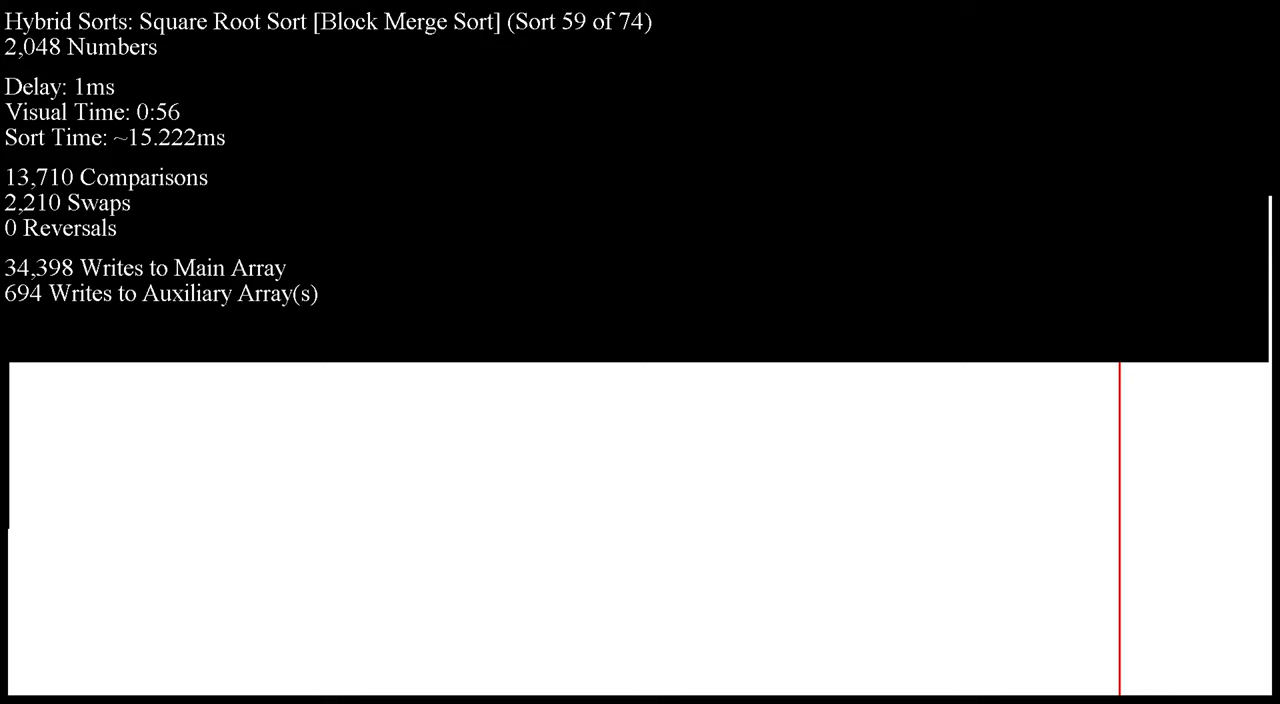 Hybrid Sorts: Square Root Sort [Block Merge Sort] (Sort 59 of 74)
2,048 Numbers
Delay: 1ms
Visual Time: 0:56
Sort Time: ~15.222ms
13,710 Comparisons
2,210 Swaps
0 Reversals
34,398 Writes to Main Array
694 Writes to Auxiliary Array(s)